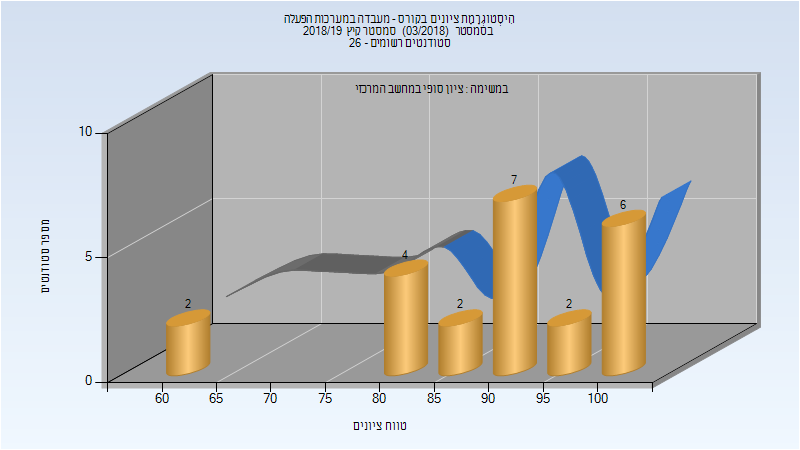 היסטוגרמת ציונים בקורס - מעבדה במערכות הפעלה
בסמסטר (03/2018) סמסטר קיץ 2018/19
סטודנטים רשומים - 26
במשימה : ציון סופי במחשב המרכזי
10
5
0
מספר סטודנטים
2
4
2
7
2
6
60 65 70 75 80 85 90 95 100
טווח ציונים